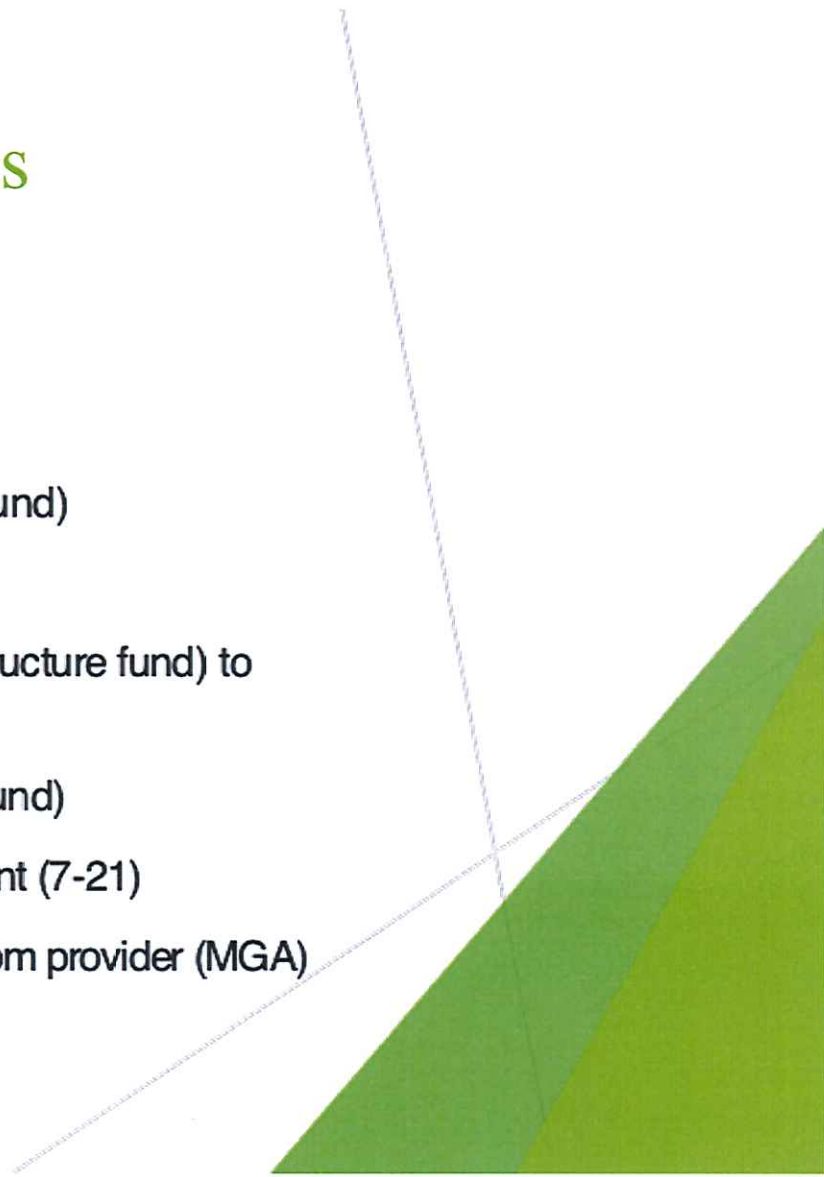 s
und)
ucture fund) to
und)
nt (7-21)
om provider (MGA)